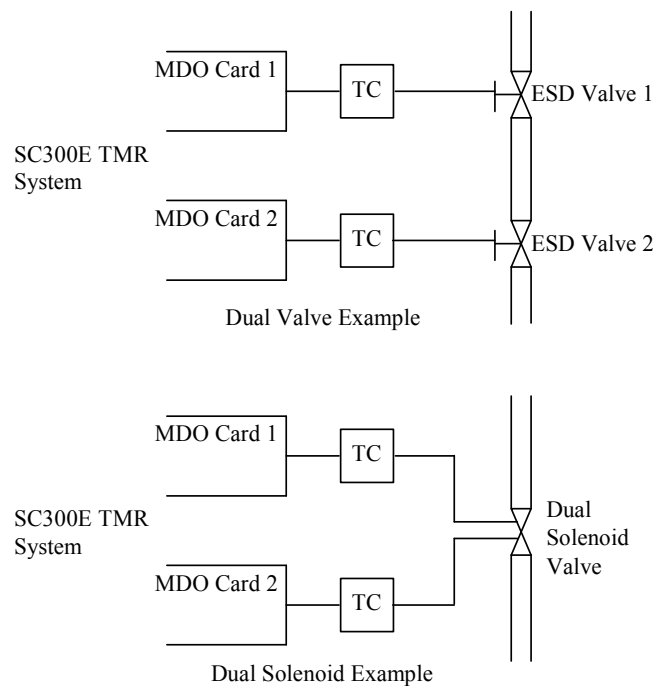 MDO Card 1
TC
ESD Valve 1
SC300E TMR
System
MDO Card 2
TC
ESD Valve 2
Dual Valve Example
MDO Card 1
TC
SC300E TMR
System
Dual
Solenoid
Valve
MDO Card 2
TC
Dual Solenoid Example